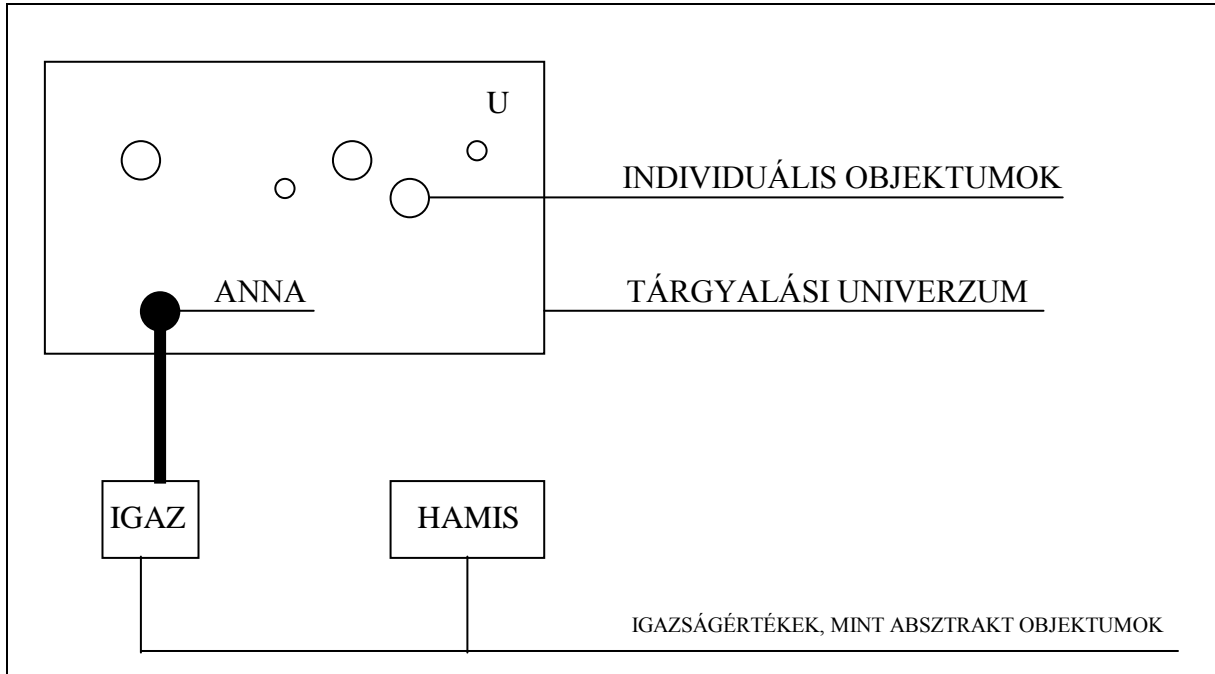 U
INDIVIDUÁLIS OBJEKTUMOK
ANNA
TÁRGYALÁSI UNIVERZUM
IGAZ
HAMIS
IGAZSÁGÉRTÉKEK, MINT ABSZTRAKT OBJEKTUMOK